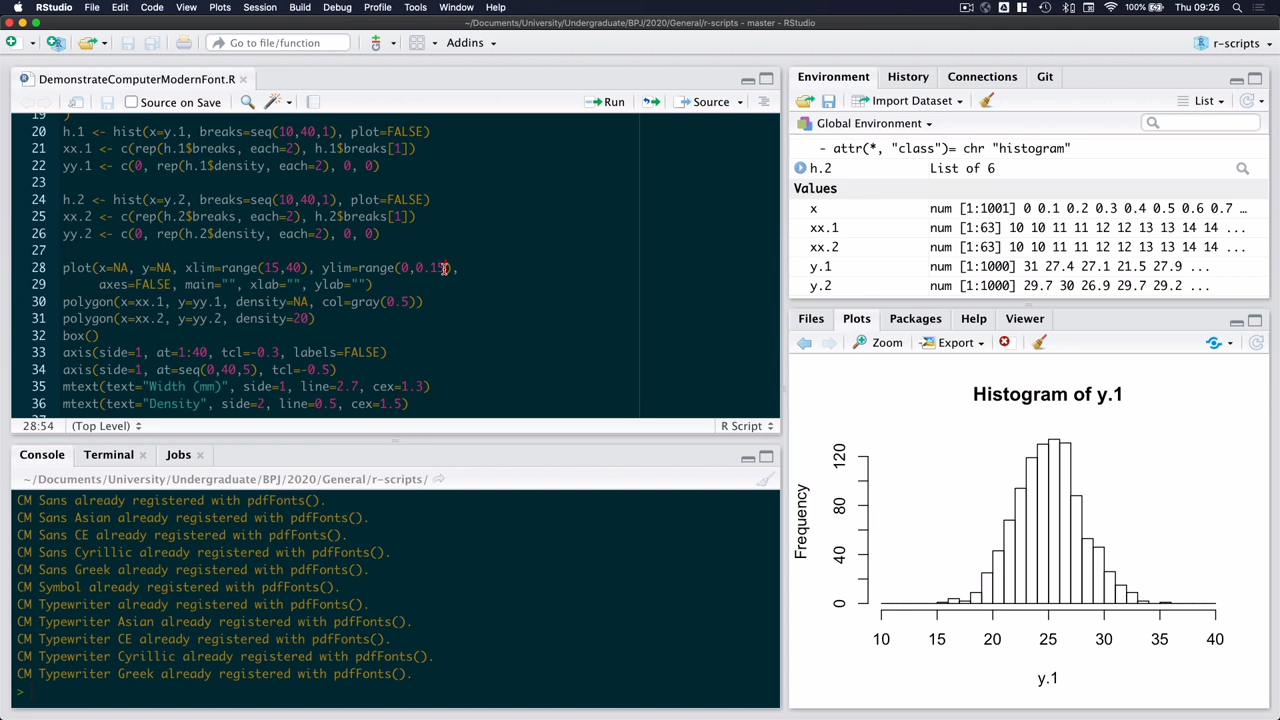 RStudio File Edit Code View Plots Session Build Debug Profile Tools Window Help 100% Thu 09:26
~/Documents/University/Undergraduate/BPJ/2020/General/r-scripts - master - RStudio
Go to file/function Addins r-scripts
DemonstrateComputerModernFont.R
Source on Save Run Source
19 )
20 h.1 <- hist(x=y.1, breaks=seq(10,40,1), plot=FALSE)
21 xx.1 <- c(rep(h.1$breaks, each=2), h.1$breaks[1])
22 yy.1 <- c(0, rep(h.1$density, each=2), 0, 0)
23
24 h.2 <- hist(x=y.2, breaks=seq(10,40,1), plot=FALSE)
25 xx.2 <- c(rep(h.2$breaks, each=2), h.2$breaks[1])
26 yy.2 <- c(0, rep(h.2$density, each=2), 0, 0)
27
28 plot(x=NA, y=NA, xlim=range(15,40), ylim=range(0,0.15),
29 axes=FALSE, main="", xlab="", ylab="")
30 polygon(x=xx.1, y=yy.1, density=NA, col=gray(0.5))
31 polygon(x=xx.2, y=yy.2, density=20)
32 box()
33 axis(side=1, at=1:40, tcl=-0.3, labels=FALSE)
34 axis(side=1, at=seq(0,40,5), tcl=-0.5)
35 mtext(text="Width (mm)", side=1, line=2.7, cex=1.3)
36 mtext(text="Density", side=2, line=0.5, cex=1.5)
28:54 (Top Level) R Script
Console Terminal Jobs
~/Documents/University/Undergraduate/BPJ/2020/General/r-scripts/
CM Sans already registered with pdfFonts().
CM Sans Asian already registered with pdfFonts().
CM Sans CE already registered with pdfFonts().
CM Sans Cyrillic already registered with pdfFonts().
CM Sans Greek already registered with pdfFonts().
CM Symbol already registered with pdfFonts().
CM Typewriter already registered with pdfFonts().
CM Typewriter Asian already registered with pdfFonts().
CM Typewriter CE already registered with pdfFonts().
CM Typewriter Cyrillic already registered with pdfFonts().
CM Typewriter Greek already registered with pdfFonts().
>
Environment History Connections Git
Import Dataset List
Global Environment
- attr(*, "class")= chr "histogram"
h.2 List of 6
Values
x num [1:1001] 0 0.1 0.2 0.3 0.4 0.5 0.6 0.7 ...
xx.1 num [1:63] 10 10 11 11 12 12 13 13 14 14 ...
xx.2 num [1:63] 10 10 11 11 12 12 13 13 14 14 ...
y.1 num [1:1000] 31 27.4 27.1 21.5 27.9 ...
y.2 num [1:1000] 29.7 30 26.9 29.7 29.2 ...
Files Plots Packages Help Viewer
Zoom Export
Histogram of y.1
Frequency
120
80
40
0
10 15 20 25 30 35 40
y.1